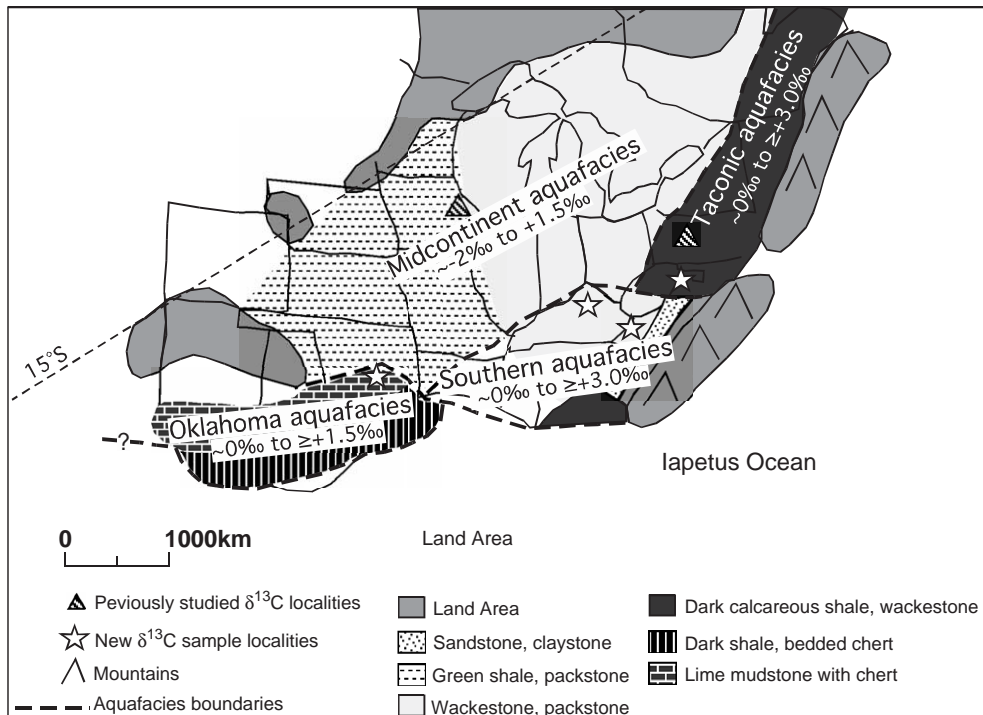 Taconic aquafacies
~0‰ to ≥+3.0‰
Midcontinent aquafacies
~-2‰ to +1.5‰
15°S
Southern aquafacies
~0‰ to ≥+3.0‰
Oklahoma aquafacies
~0‰ to ≥+1.5‰
?
Iapetus Ocean
0 1000km
Land Area
Peviously studied δ¹³C localities
New δ¹³C sample localities
Mountains
Aquafacies boundaries
Land Area
Sandstone, claystone
Green shale, packstone
Wackestone, packstone
Dark calcareous shale, wackestone
Dark shale, bedded chert
Lime mudstone with chert